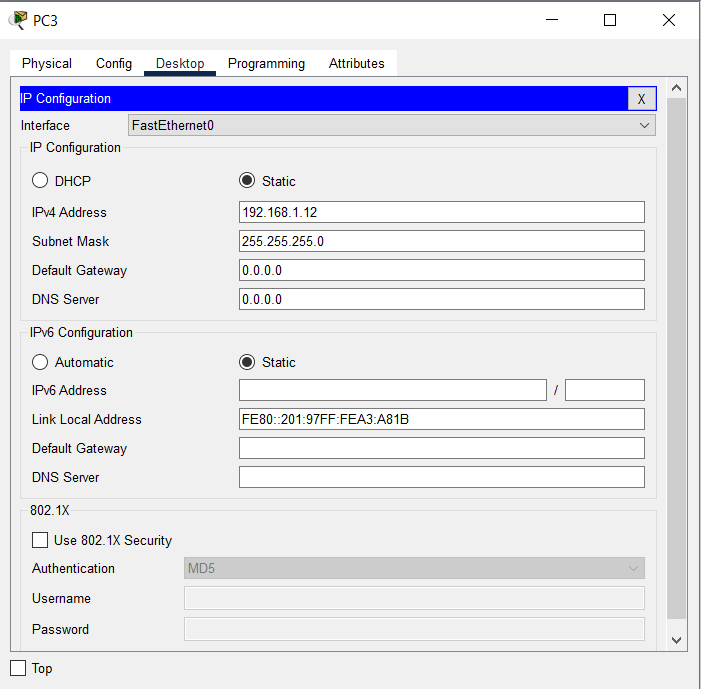 PC3
Physical Config Desktop Programming Attributes
IP Configuration X
Interface FastEthernet0
IP Configuration
DHCP Static
IPv4 Address 192.168.1.12
Subnet Mask 255.255.255.0
Default Gateway 0.0.0.0
DNS Server 0.0.0.0
IPv6 Configuration
Automatic Static
IPv6 Address /
Link Local Address FE80::201:97FF:FEA3:A81B
Default Gateway
DNS Server
802.1X
Use 802.1X Security
Authentication MD5
Username
Password
Top